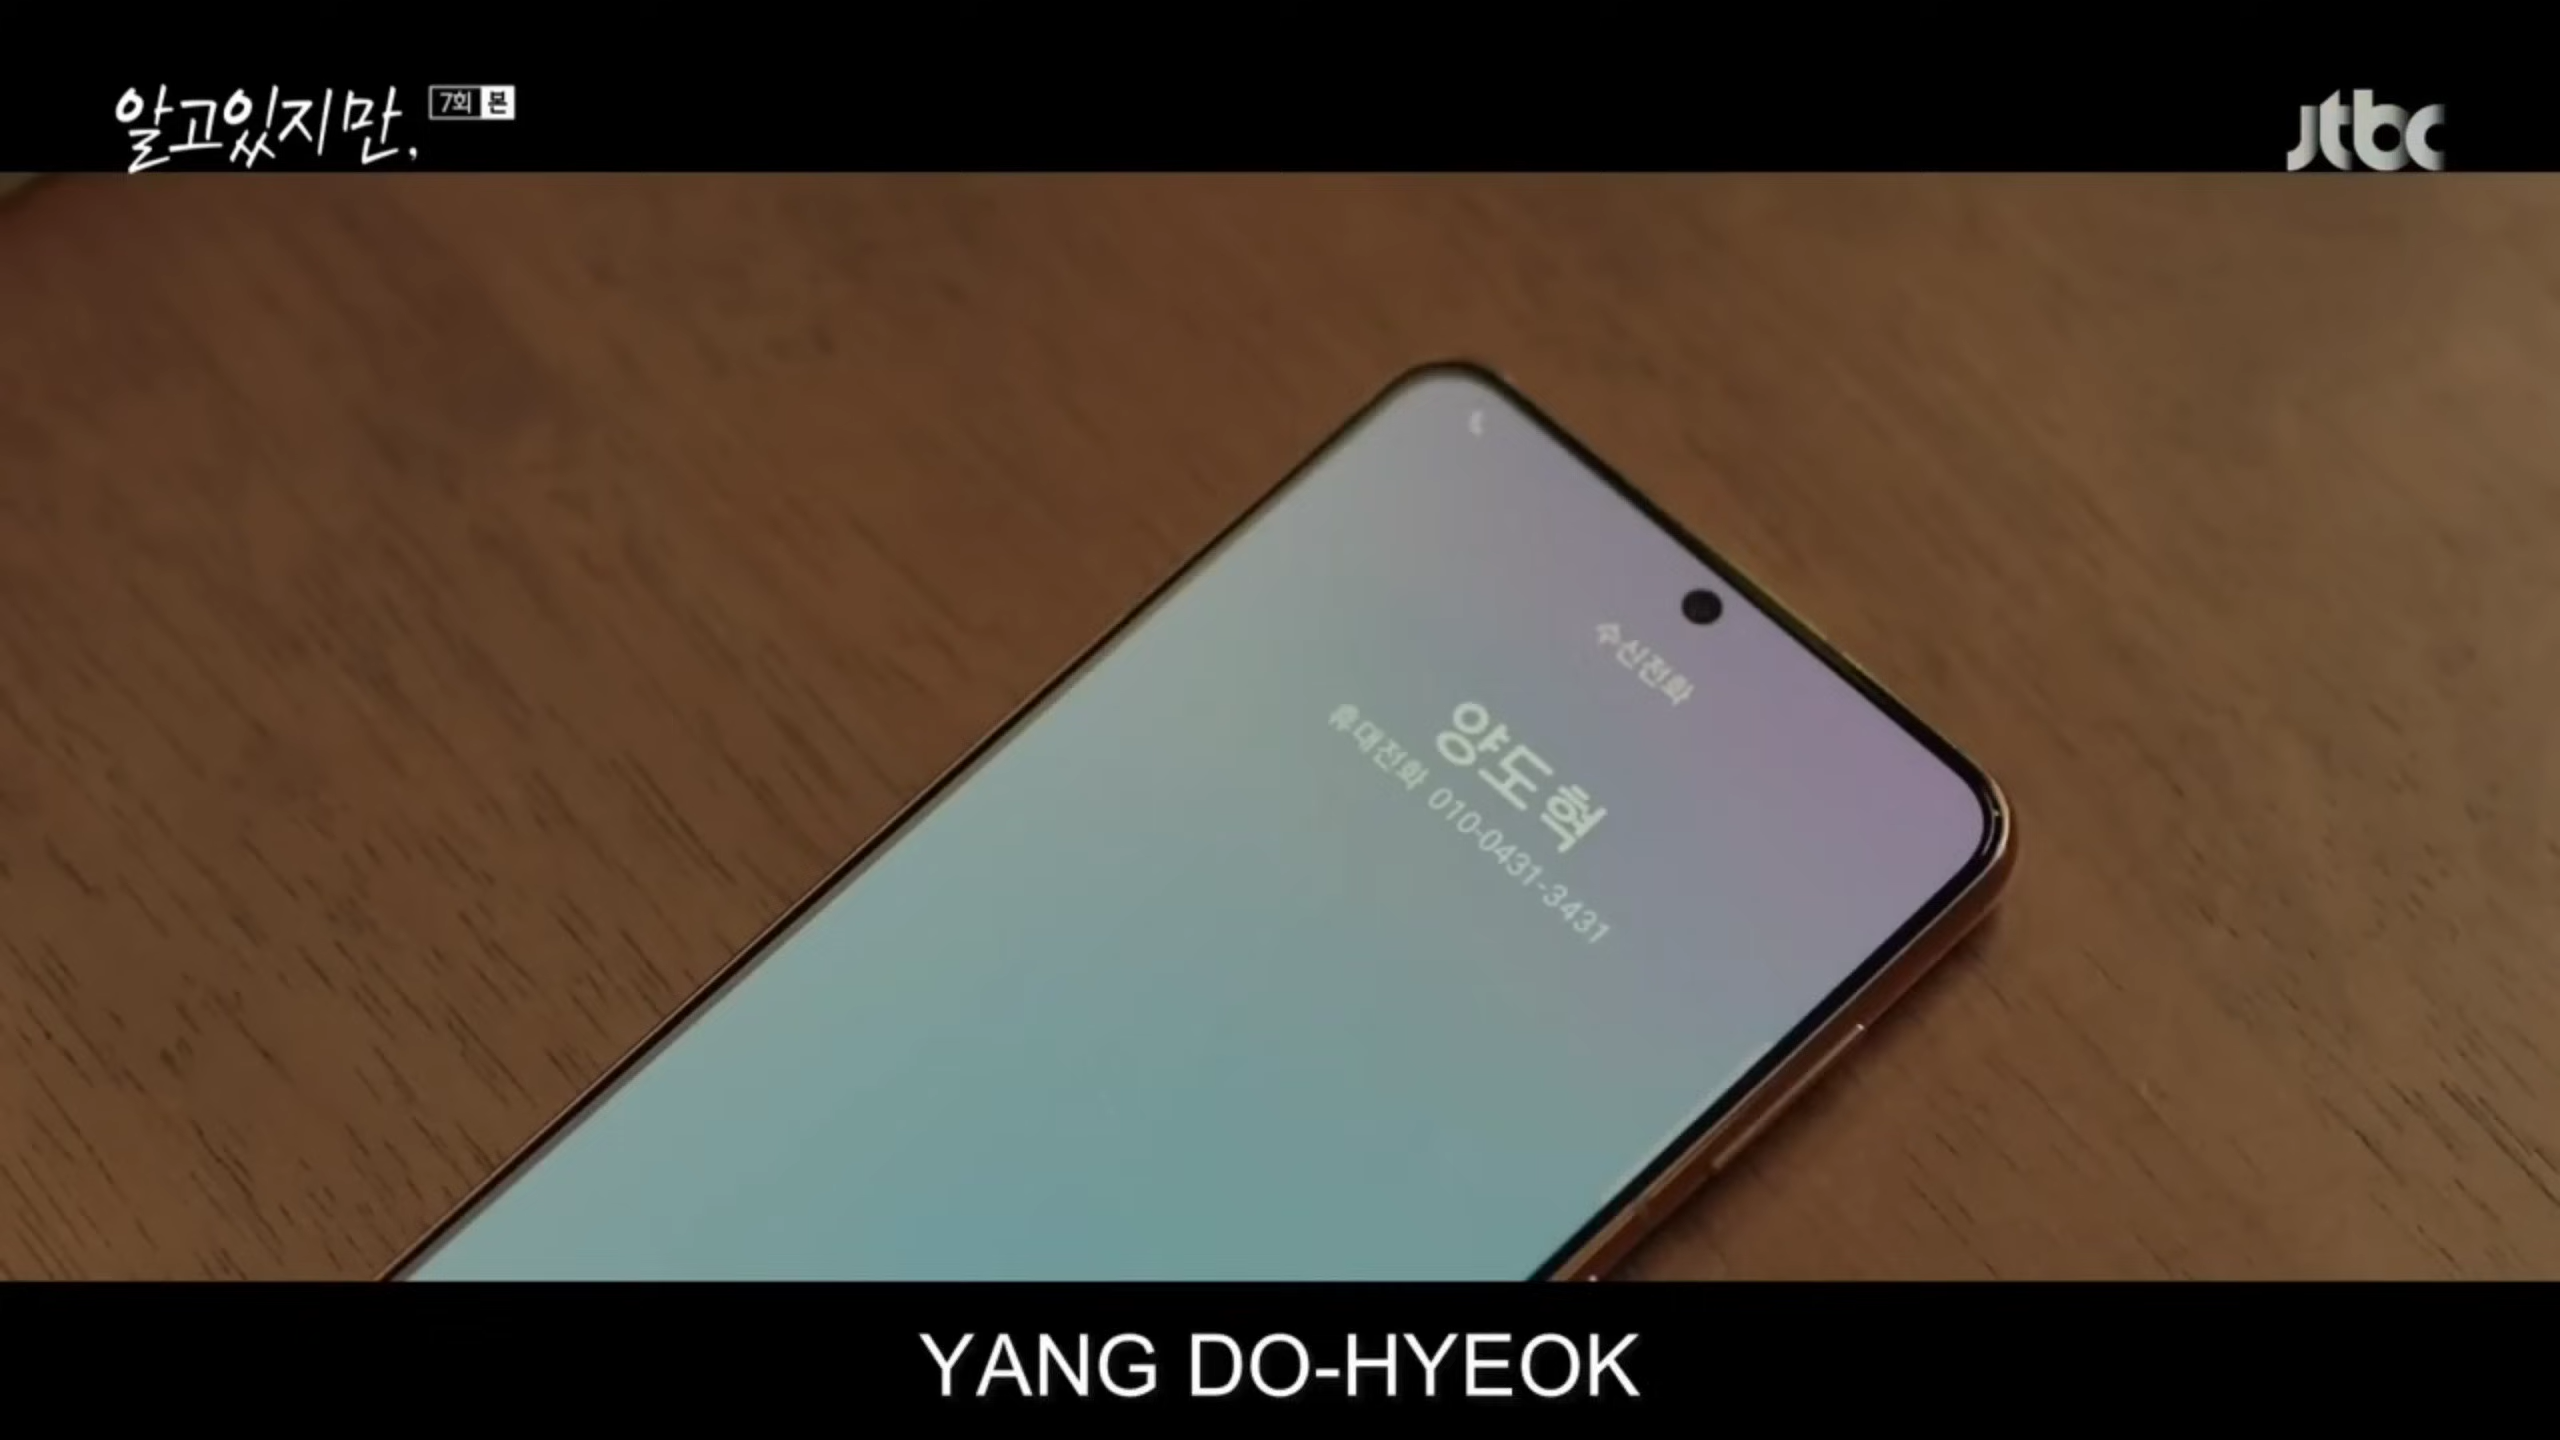 알고있지만,
7회 본
jtbc
수신전화
양도혁
휴대전화 010-0431-3431
YANG DO-HYEOK